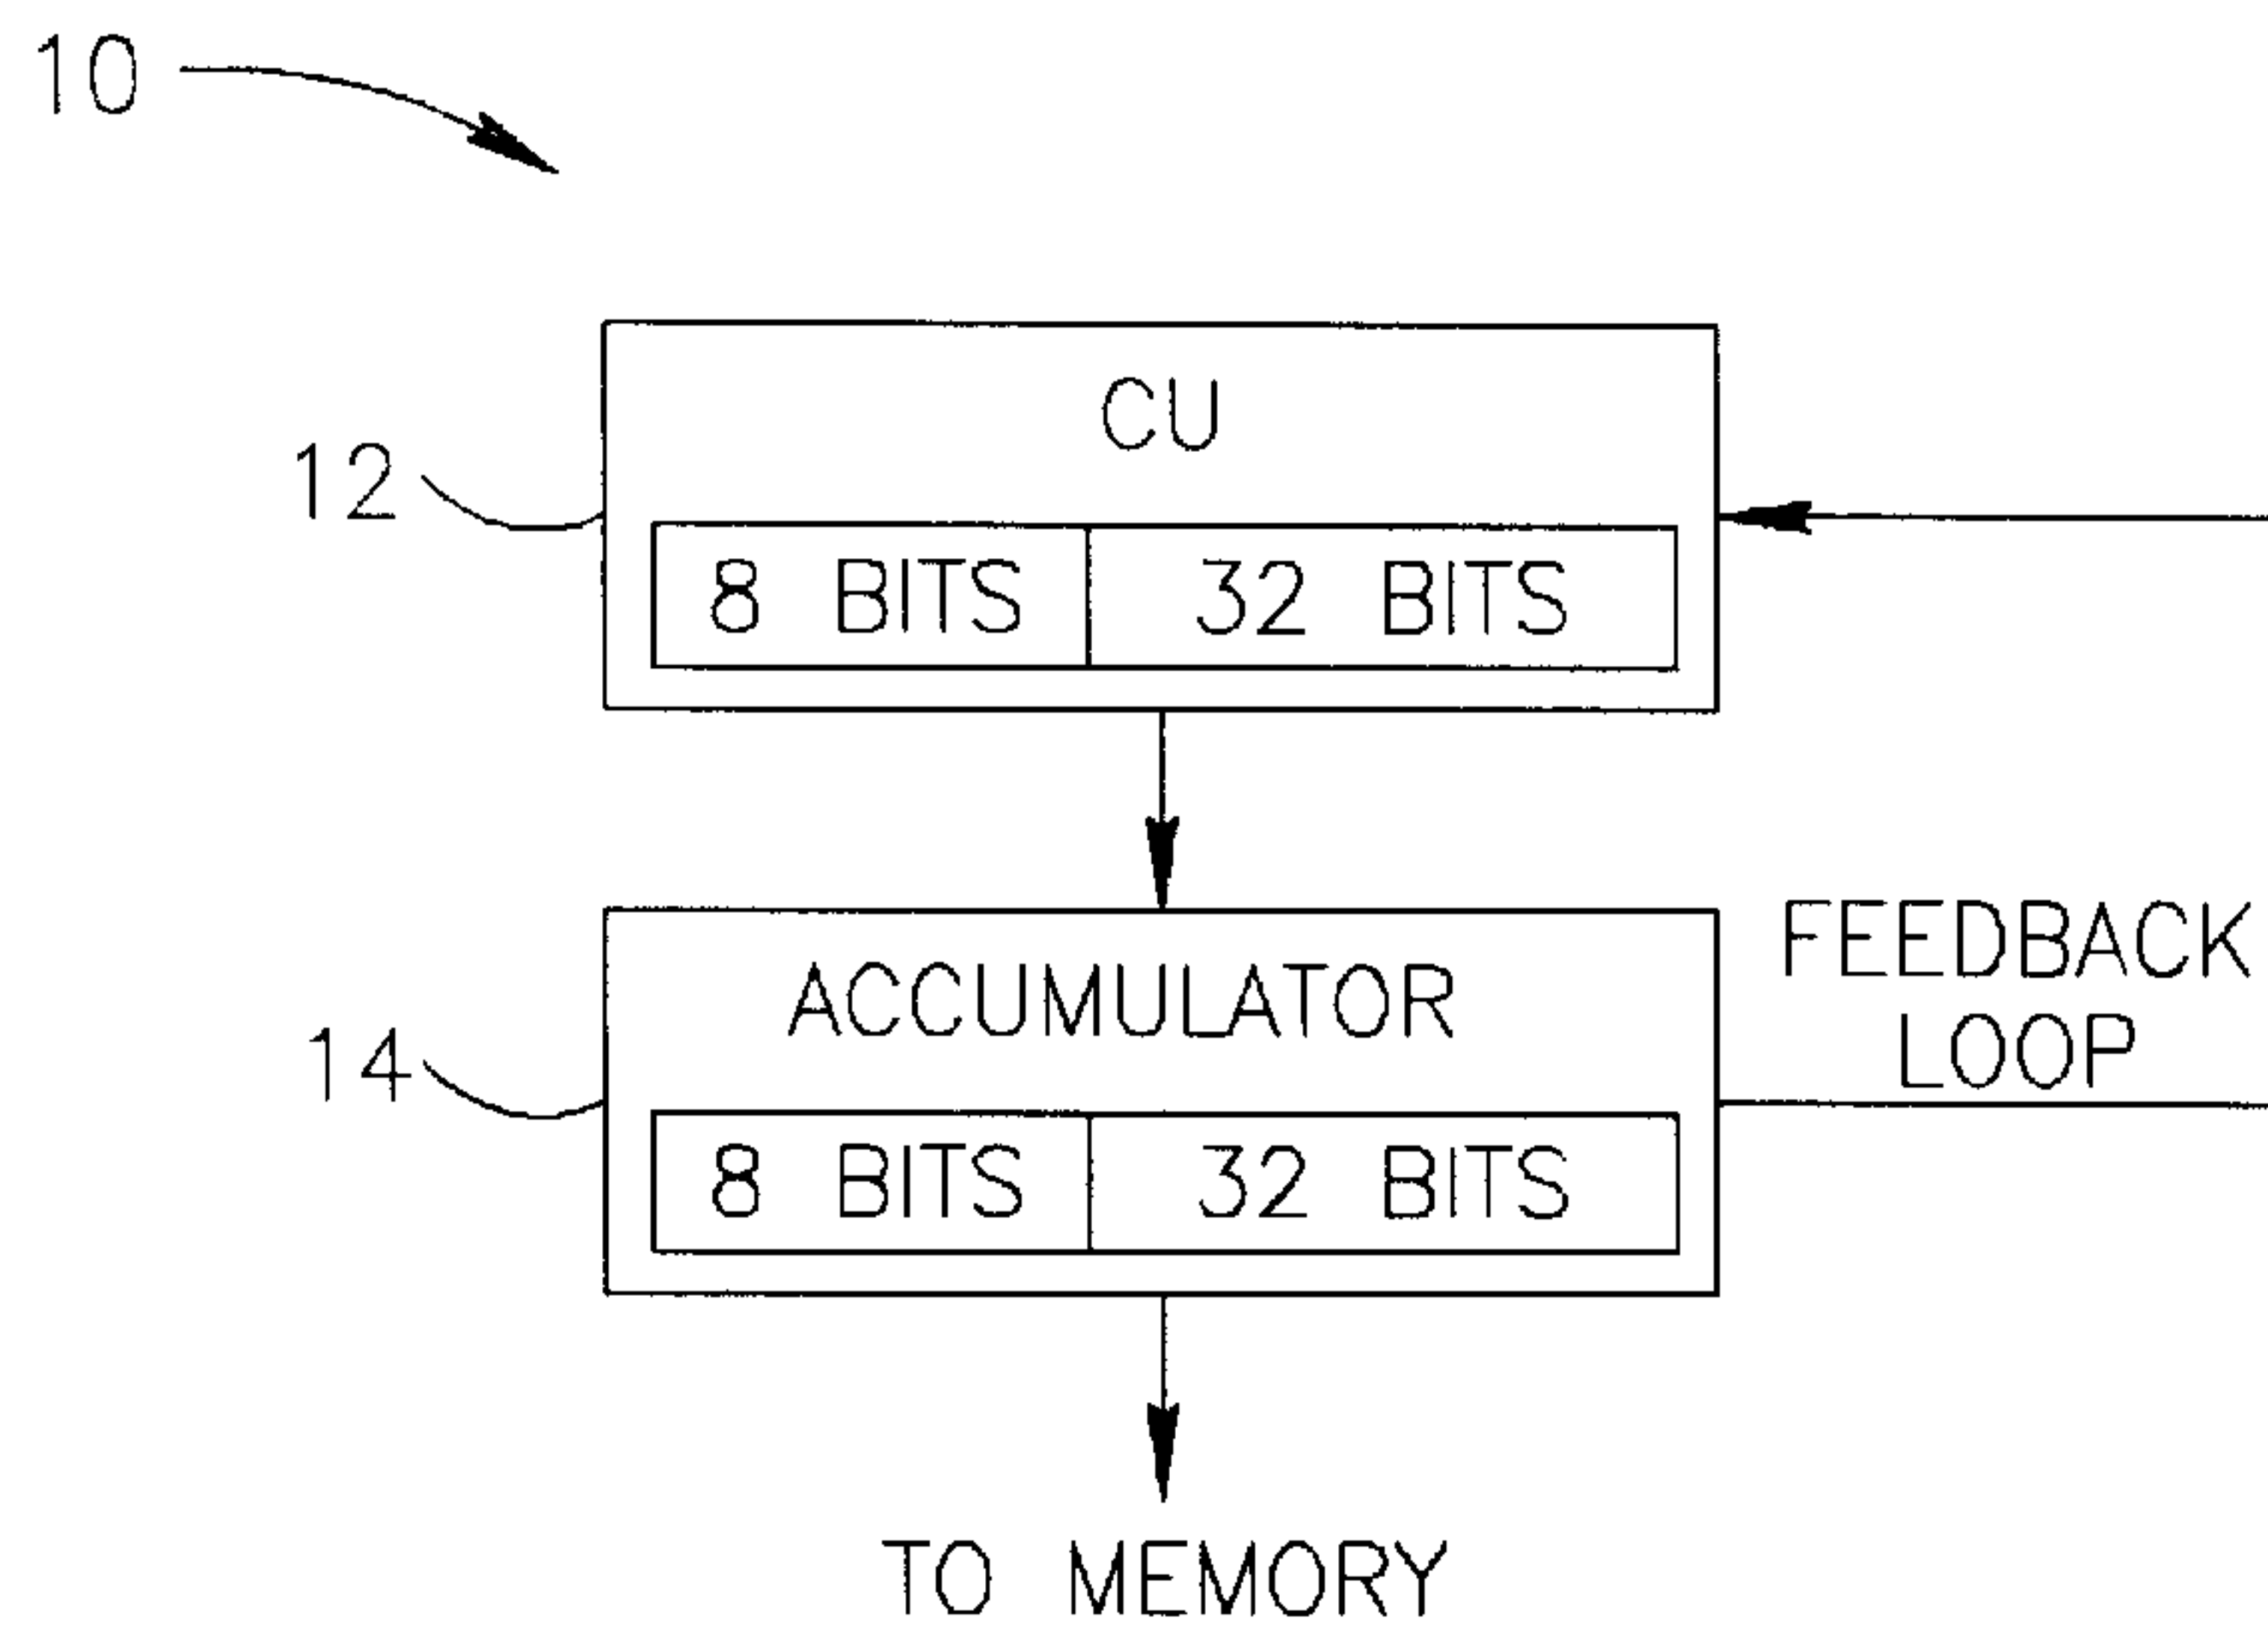 10
CU
12
8 BITS 32 BITS
ACCUMULATOR
FEEDBACK
LOOP
14
8 BITS 32 BITS
TO MEMORY